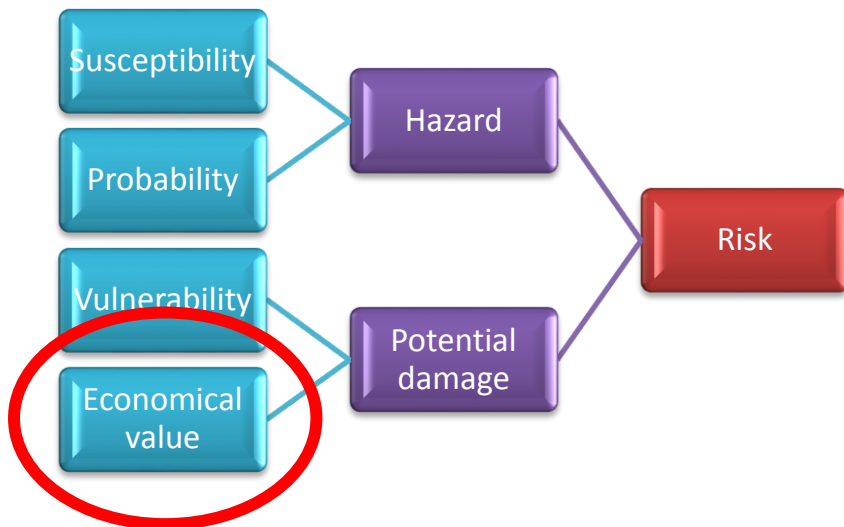 Susceptibility
Probability
Vulnerability
Economical
value
Hazard
Potential
damage
Risk